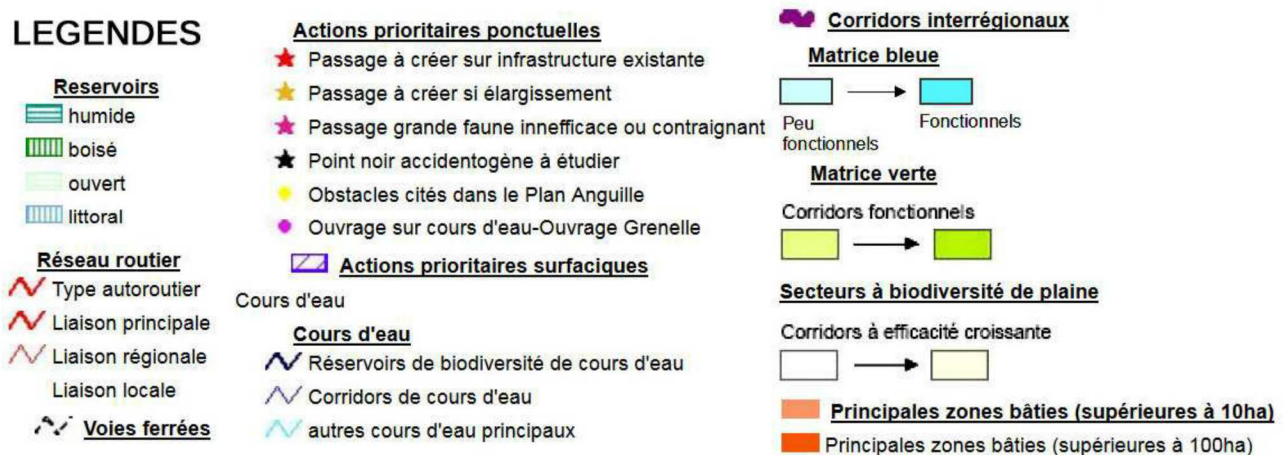 LEGENDES
Reservoirs
humide
boisé
ouvert
littoral
Réseau routier
Type autoroutier
Liaison principale
Liaison régionale
Liaison locale
Voies ferrées
Actions prioritaires ponctuelles
Passage à créer sur infrastructure existante
Passage à créer si élargissement
Passage grande faune innefficace ou contraignant
Point noir accidentogène à étudier
Obstacles cités dans le Plan Anguille
Ouvrage sur cours d'eau-Ouvrage Grenelle
Actions prioritaires surfaciques
Cours d'eau
Cours d'eau
Réservoirs de biodiversité de cours d'eau
Corridors de cours d'eau
autres cours d'eau principaux
Corridors interrégionaux
Matrice bleue
Peu
fonctionnels
Fonctionnels
Matrice verte
Corridors fonctionnels
Secteurs à biodiversité de plaine
Corridors à efficacité croissante
Principales zones bâties (supérieures à 10ha)
Principales zones bâties (supérieures à 100ha)